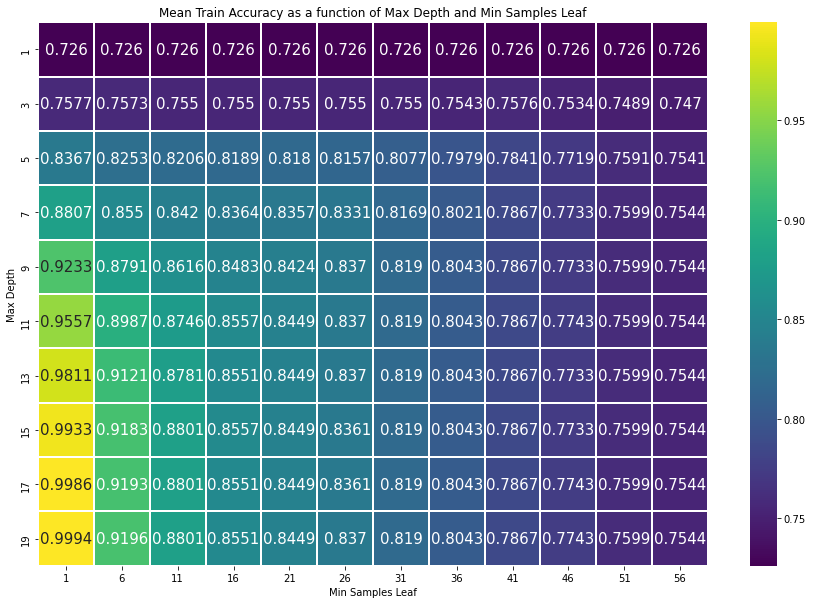 Mean Train Accuracy as a function of Max Depth and Min Samples Leaf
1 0.726 0.726 0.726 0.726 0.726 0.726 0.726 0.726 0.726 0.726 0.726 0.726
3 0.7577 0.7573 0.755 0.755 0.755 0.755 0.755 0.7543 0.7576 0.7534 0.7489 0.747
5 0.8367 0.8253 0.8206 0.8189 0.818 0.8157 0.8077 0.7979 0.7841 0.7719 0.7591 0.7541
7 0.8807 0.855 0.842 0.8364 0.8357 0.8331 0.8169 0.8021 0.7867 0.7733 0.7599 0.7544
9 0.9233 0.8791 0.8616 0.8483 0.8424 0.837 0.819 0.8043 0.7867 0.7733 0.7599 0.7544
11 0.9557 0.8987 0.8746 0.8557 0.8449 0.837 0.819 0.8043 0.7867 0.7743 0.7599 0.7544
13 0.9811 0.9121 0.8781 0.8551 0.8449 0.837 0.819 0.8043 0.7867 0.7733 0.7599 0.7544
15 0.9933 0.9183 0.8801 0.8557 0.8449 0.8361 0.819 0.8043 0.7867 0.7733 0.7599 0.7544
17 0.9986 0.9193 0.8801 0.8551 0.8449 0.8361 0.819 0.8043 0.7867 0.7743 0.7599 0.7544
19 0.9994 0.9196 0.8801 0.8551 0.8449 0.837 0.819 0.8043 0.7867 0.7743 0.7599 0.7544
1 6 11 16 21 26 31 36 41 46 51 56
Min Samples Leaf
Max Depth
0.95
0.90
0.85
0.80
0.75